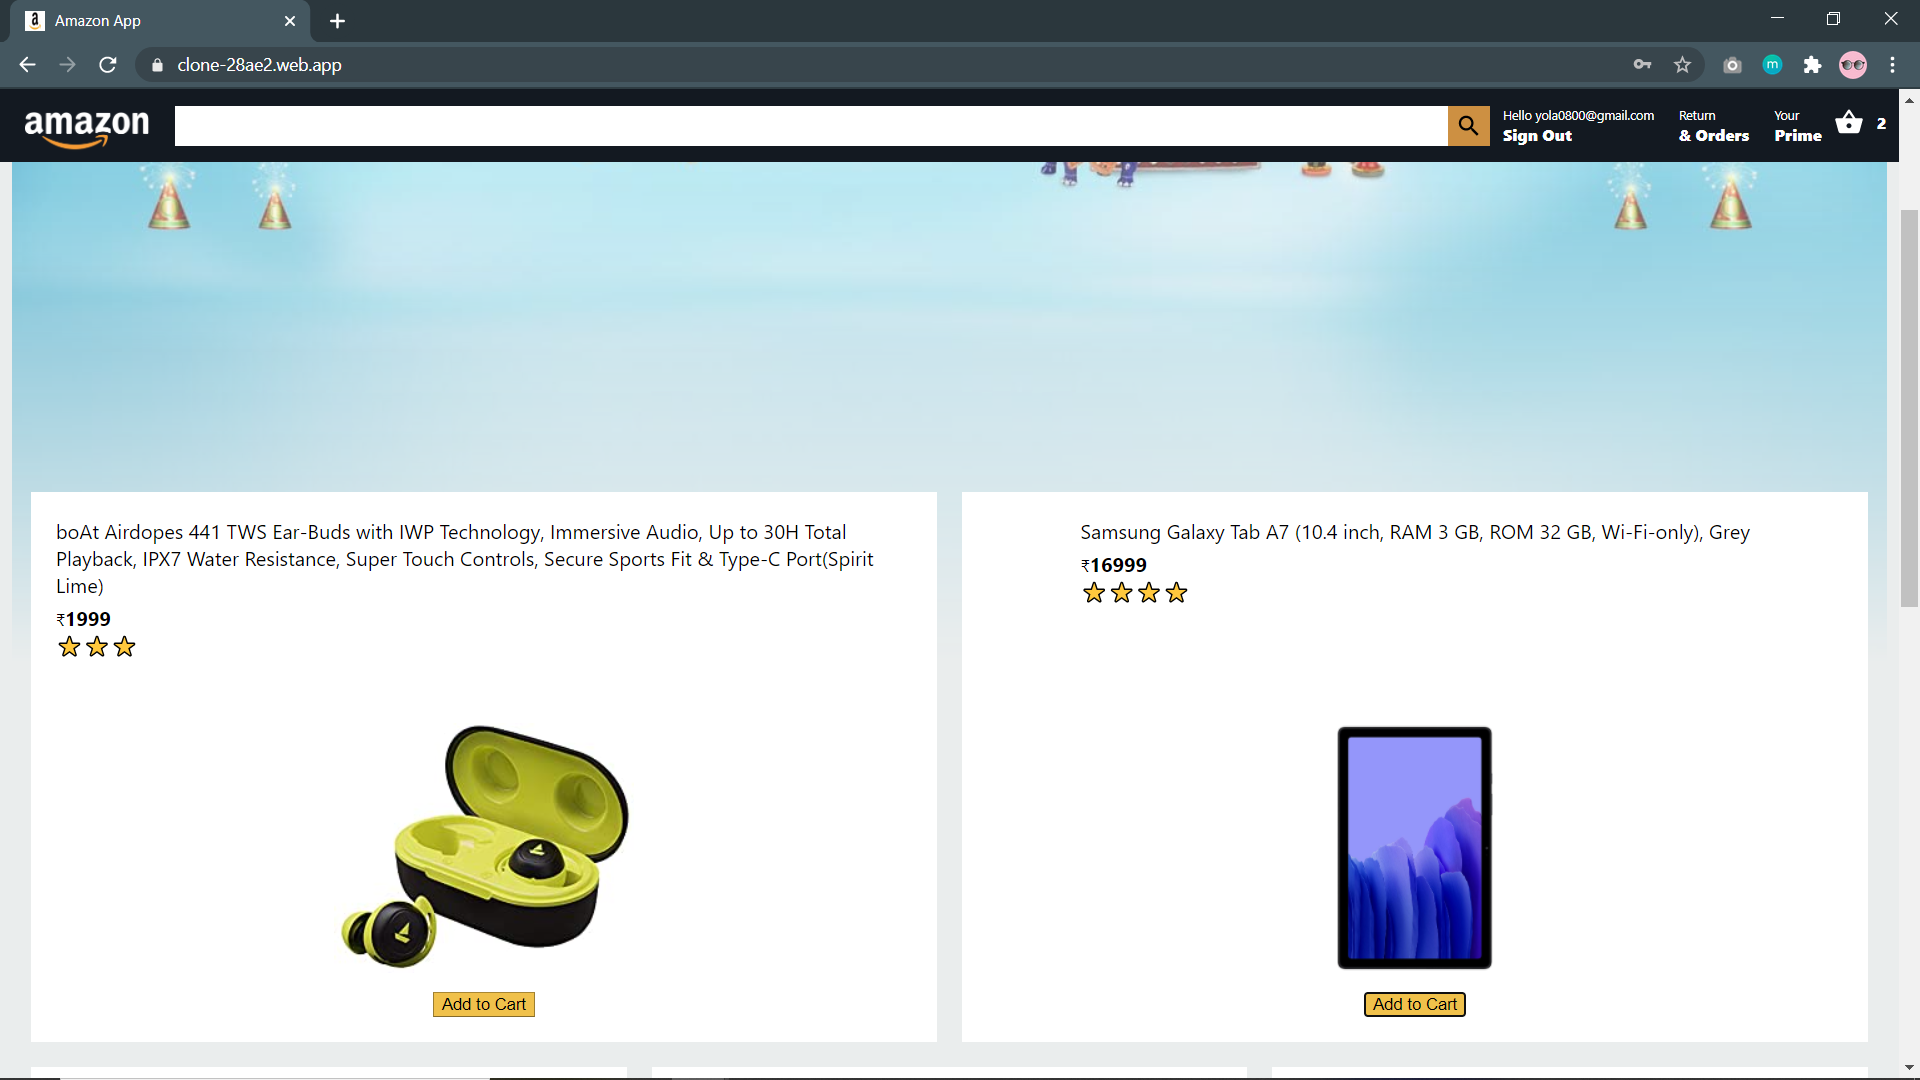 Amazon App
clone-28ae2.web.app
m
amazon
Hello yola0800@gmail.com
Sign Out
Return
& Orders
Your
Prime
2
boAt Airdopes 441 TWS Ear-Buds with IWP Technology, Immersive Audio, Up to 30H Total
Playback, IPX7 Water Resistance, Super Touch Controls, Secure Sports Fit & Type-C Port(Spirit
Lime)
₹1999
Samsung Galaxy Tab A7 (10.4 inch, RAM 3 GB, ROM 32 GB, Wi-Fi-only), Grey
₹16999
Add to Cart
Add to Cart